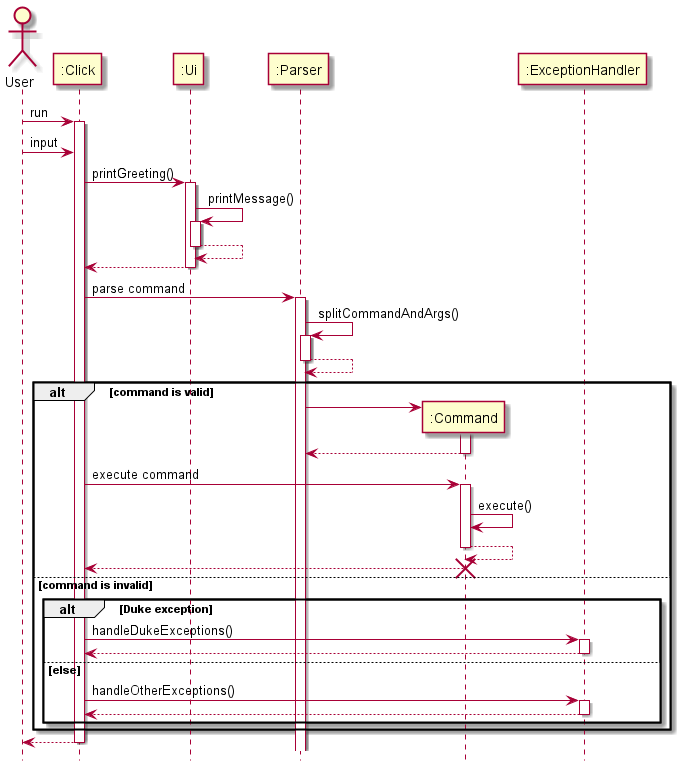 User
:Click
:Ui
:Parser
:ExceptionHandler
run
input
printGreeting()
printMessage()
parse command
splitCommandAndArgs()
alt
[command is valid]
:Command
execute command
execute()
[command is invalid]
alt
[Duke exception]
handleDukeExceptions()
[else]
handleOtherExceptions()